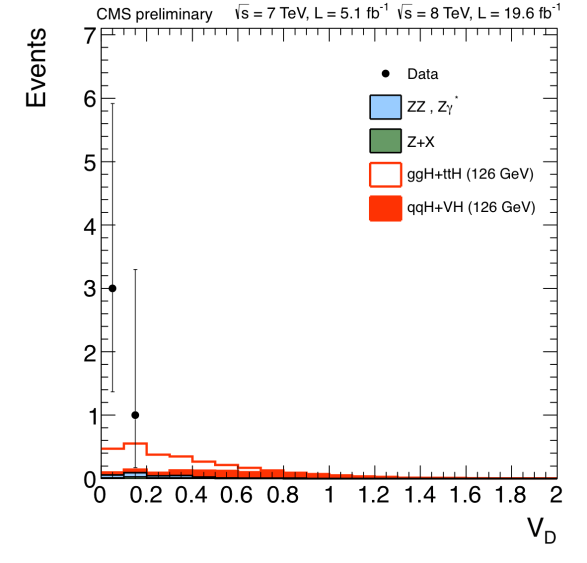 CMS preliminary √s = 7 TeV, L = 5.1 fb⁻¹ √s = 8 TeV, L = 19.6 fb⁻¹
Events
7
6
5
4
3
2
1
0
Data
ZZ , Zγ*
Z+X
ggH+ttH (126 GeV)
qqH+VH (126 GeV)
0 0.2 0.4 0.6 0.8 1 1.2 1.4 1.6 1.8 2
V_D